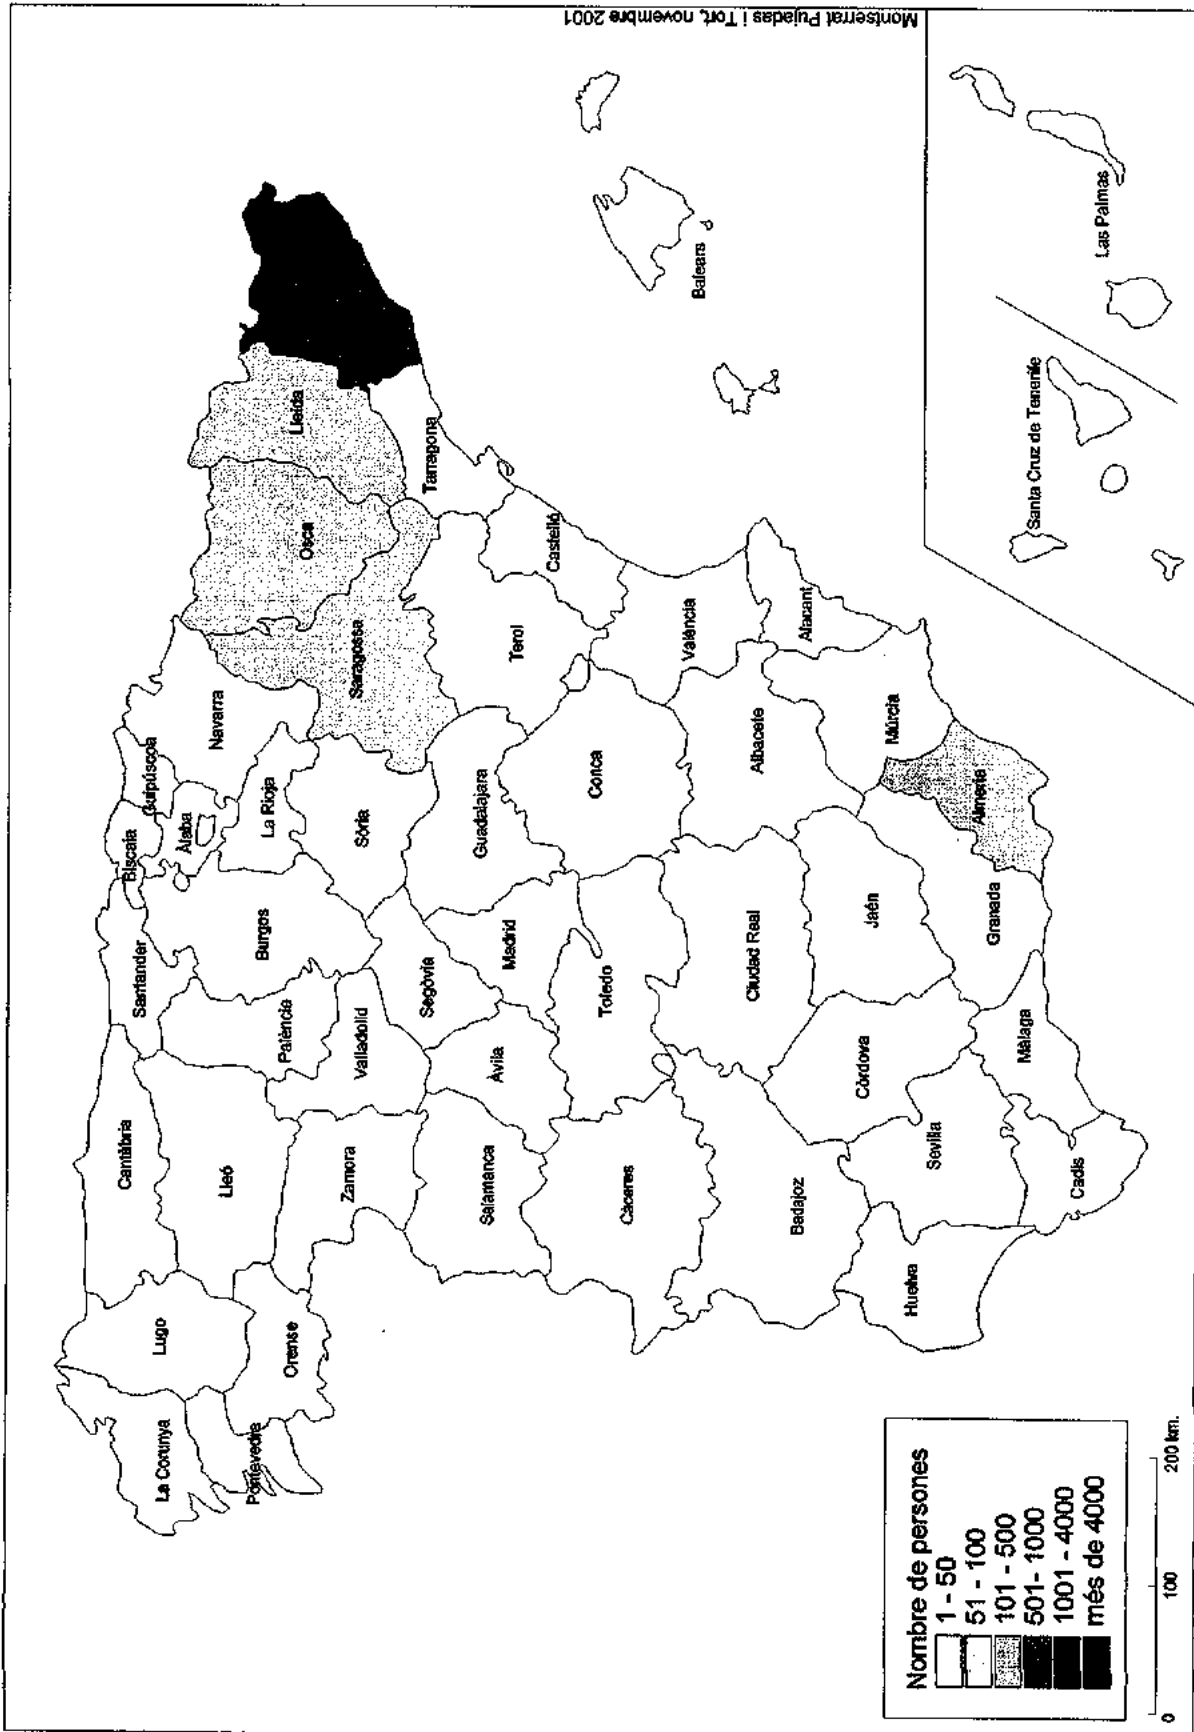 La Corunya
Lugo
Cantàbria
Santander
Biscaia
Guipúscoa
Àlaba
Navarra
Pontevedra
Orense
Lleó
Palència
Burgos
La Rioja
Osca
Lleida
Zamora
Valladolid
Sòria
Saragossa
Tarragona
Salamanca
Àvila
Segòvia
Madrid
Guadalajara
Terol
Castelló
Càceres
Toledo
Conca
València
Balears
Badajoz
Ciudad Real
Albacete
Alacant
Huelva
Sevilla
Còrdova
Jaén
Múrcia
Cadis
Màlaga
Granada
Almeria
Santa Cruz de Tenerife
Las Palmas
Nombre de persones
1 - 50
51 - 100
101 - 500
501- 1000
1001 - 4000
més de 4000
0 100 200 km.
Montserrat Pujadas i Tort, novembre 2001